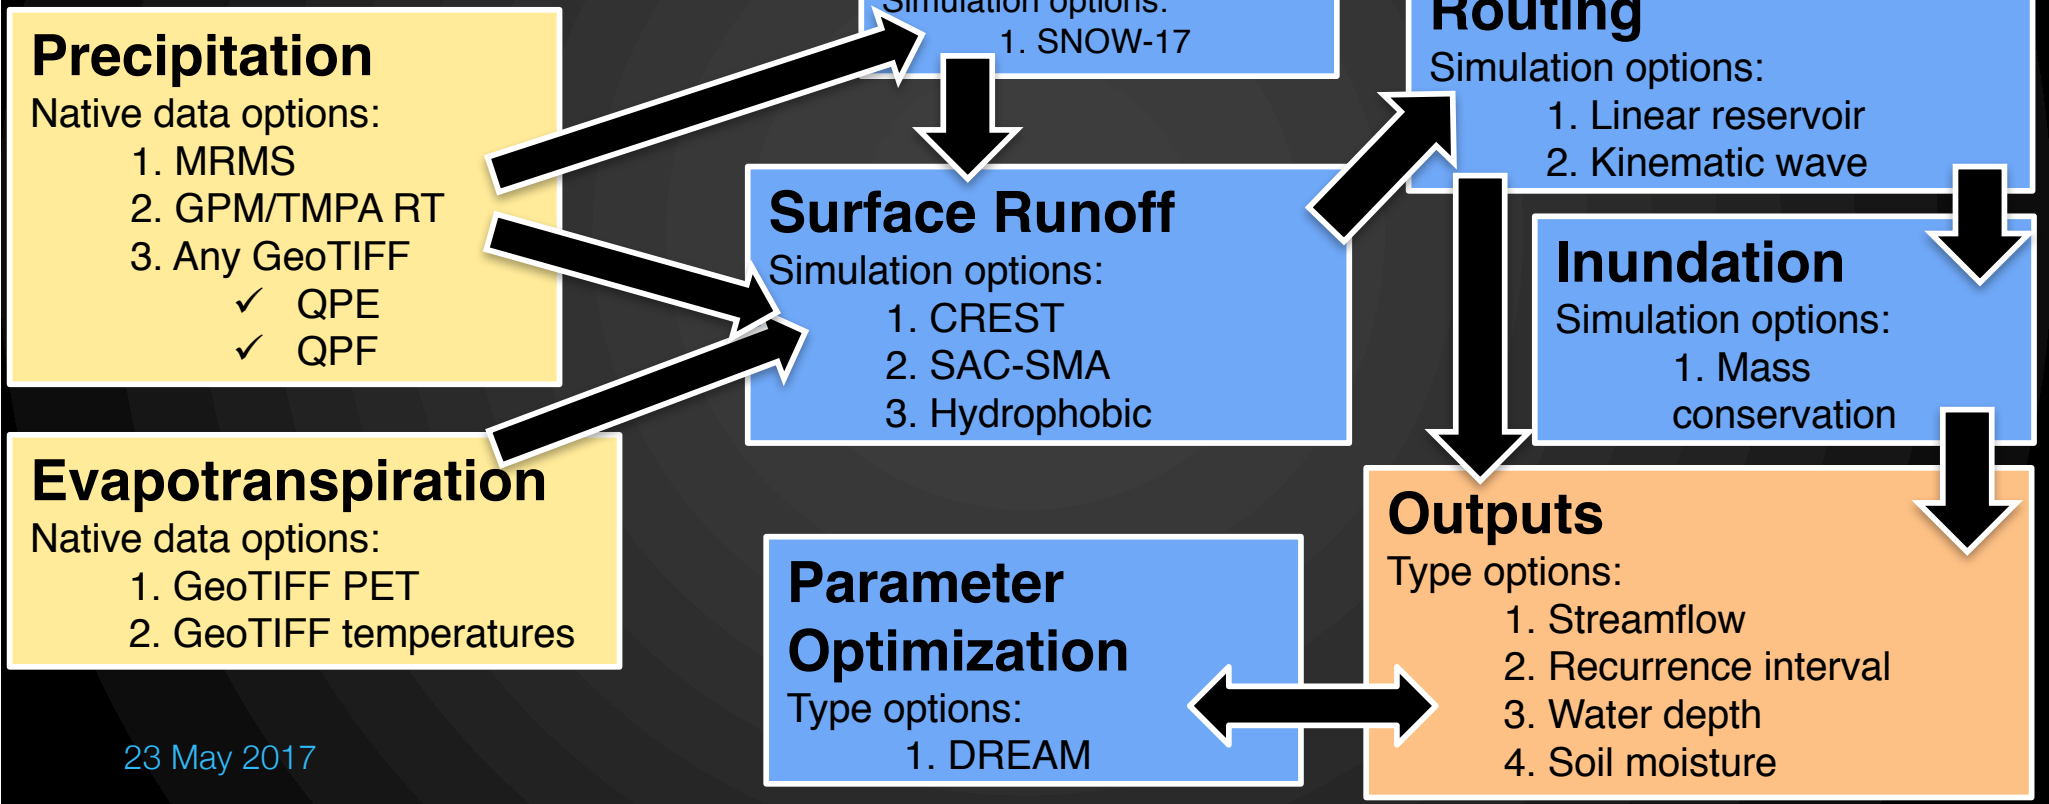 Precipitation
Native data options:
1. MRMS
2. GPM/TMPA RT
3. Any GeoTIFF
✓ QPE
✓ QPF
Evapotranspiration
Native data options:
1. GeoTIFF PET
2. GeoTIFF temperatures
23 May 2017
Simulation options:
1. SNOW-17
Surface Runoff
Simulation options:
1. CREST
2. SAC-SMA
3. Hydrophobic
Parameter
Optimization
Type options:
1. DREAM
Routing
Simulation options:
1. Linear reservoir
2. Kinematic wave
Inundation
Simulation options:
1. Mass
conservation
Outputs
Type options:
1. Streamflow
2. Recurrence interval
3. Water depth
4. Soil moisture